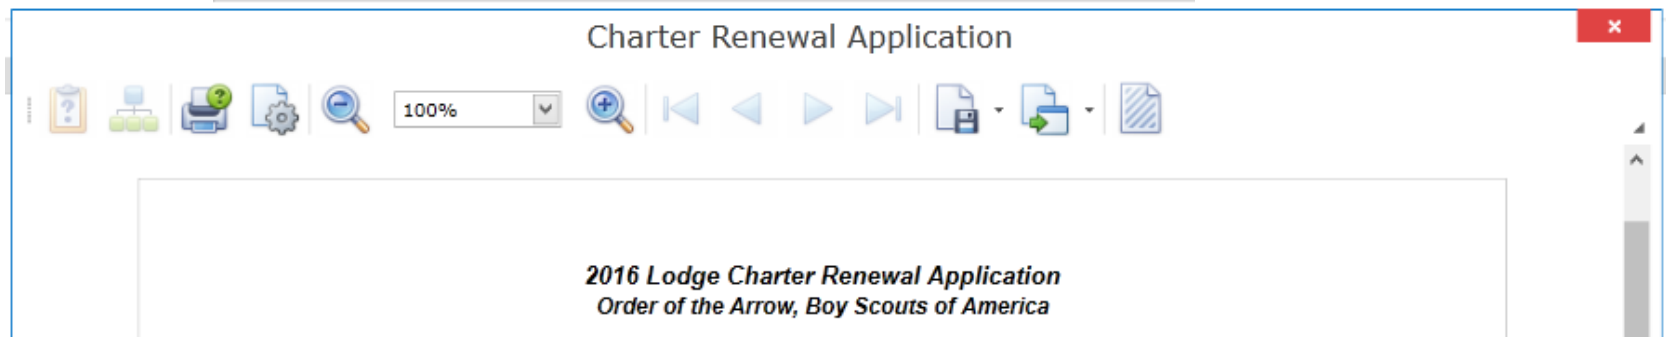 Charter Renewal Application
100%
2016 Lodge Charter Renewal Application
Order of the Arrow, Boy Scouts of America